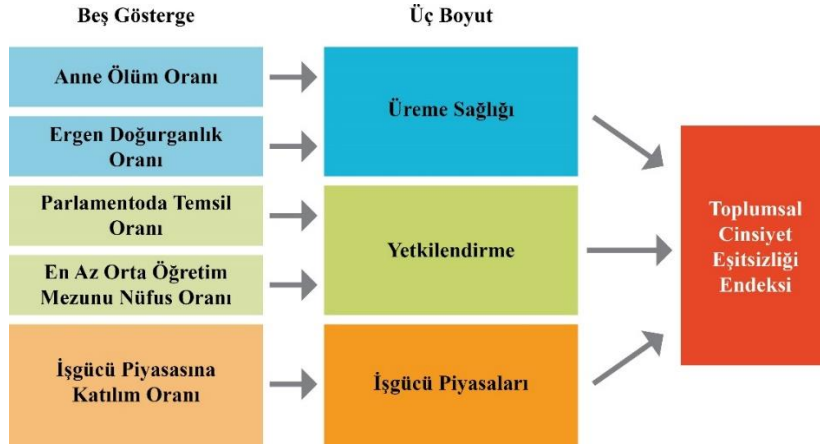 Beş Gösterge
Üç Boyut
Anne Ölüm Oranı
Ergen Doğurganlık
Oranı
Üreme Sağlığı
Parlamentoda Temsil
Oranı
En Az Orta Öğretim
Mezunu Nüfus Oranı
Yetkilendirme
İşgücü Piyasasına
Katılım Oranı
İşgücü Piyasaları
Toplumsal
Cinsiyet
Eşitsizliği
Endeksi